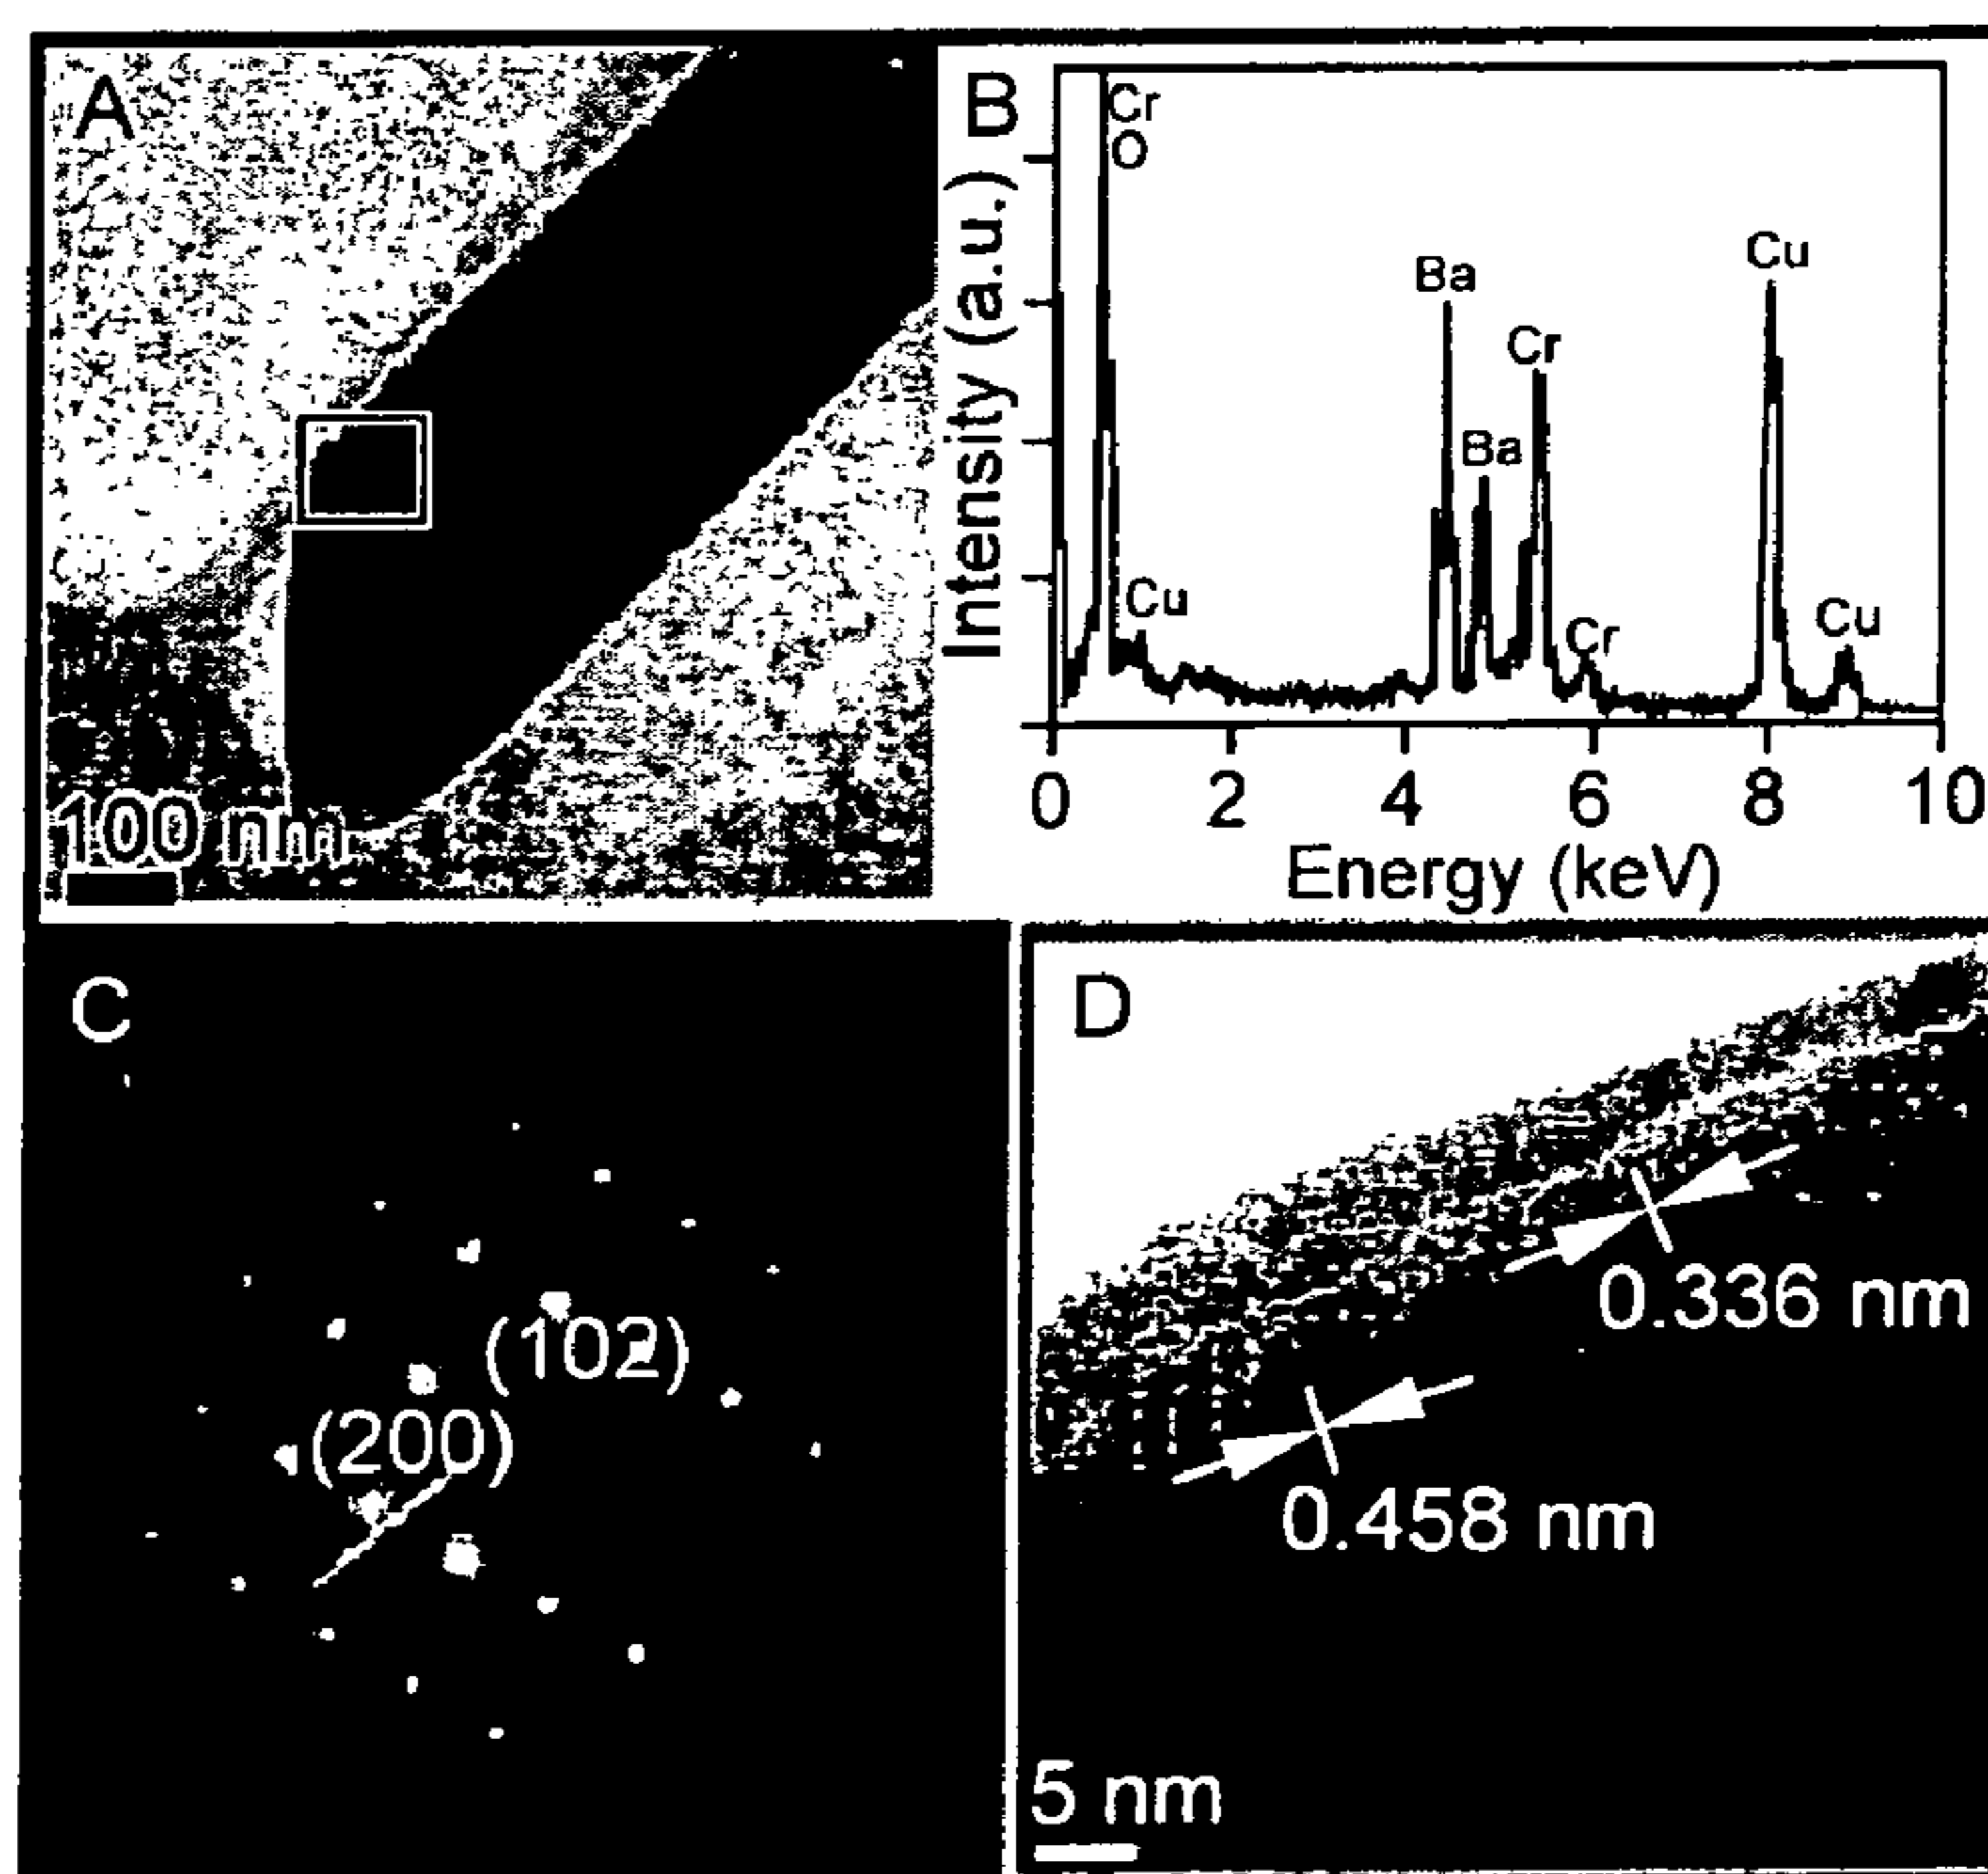 A
100 nm
B
Intensity (a.u.)
Cr
O
Cu
Ba
Ba
Cr
Cr
Cu
Cu
0 2 4 6 8 10
Energy (keV)
C
(102)
(200)
D
0.336 nm
0.458 nm
5 nm